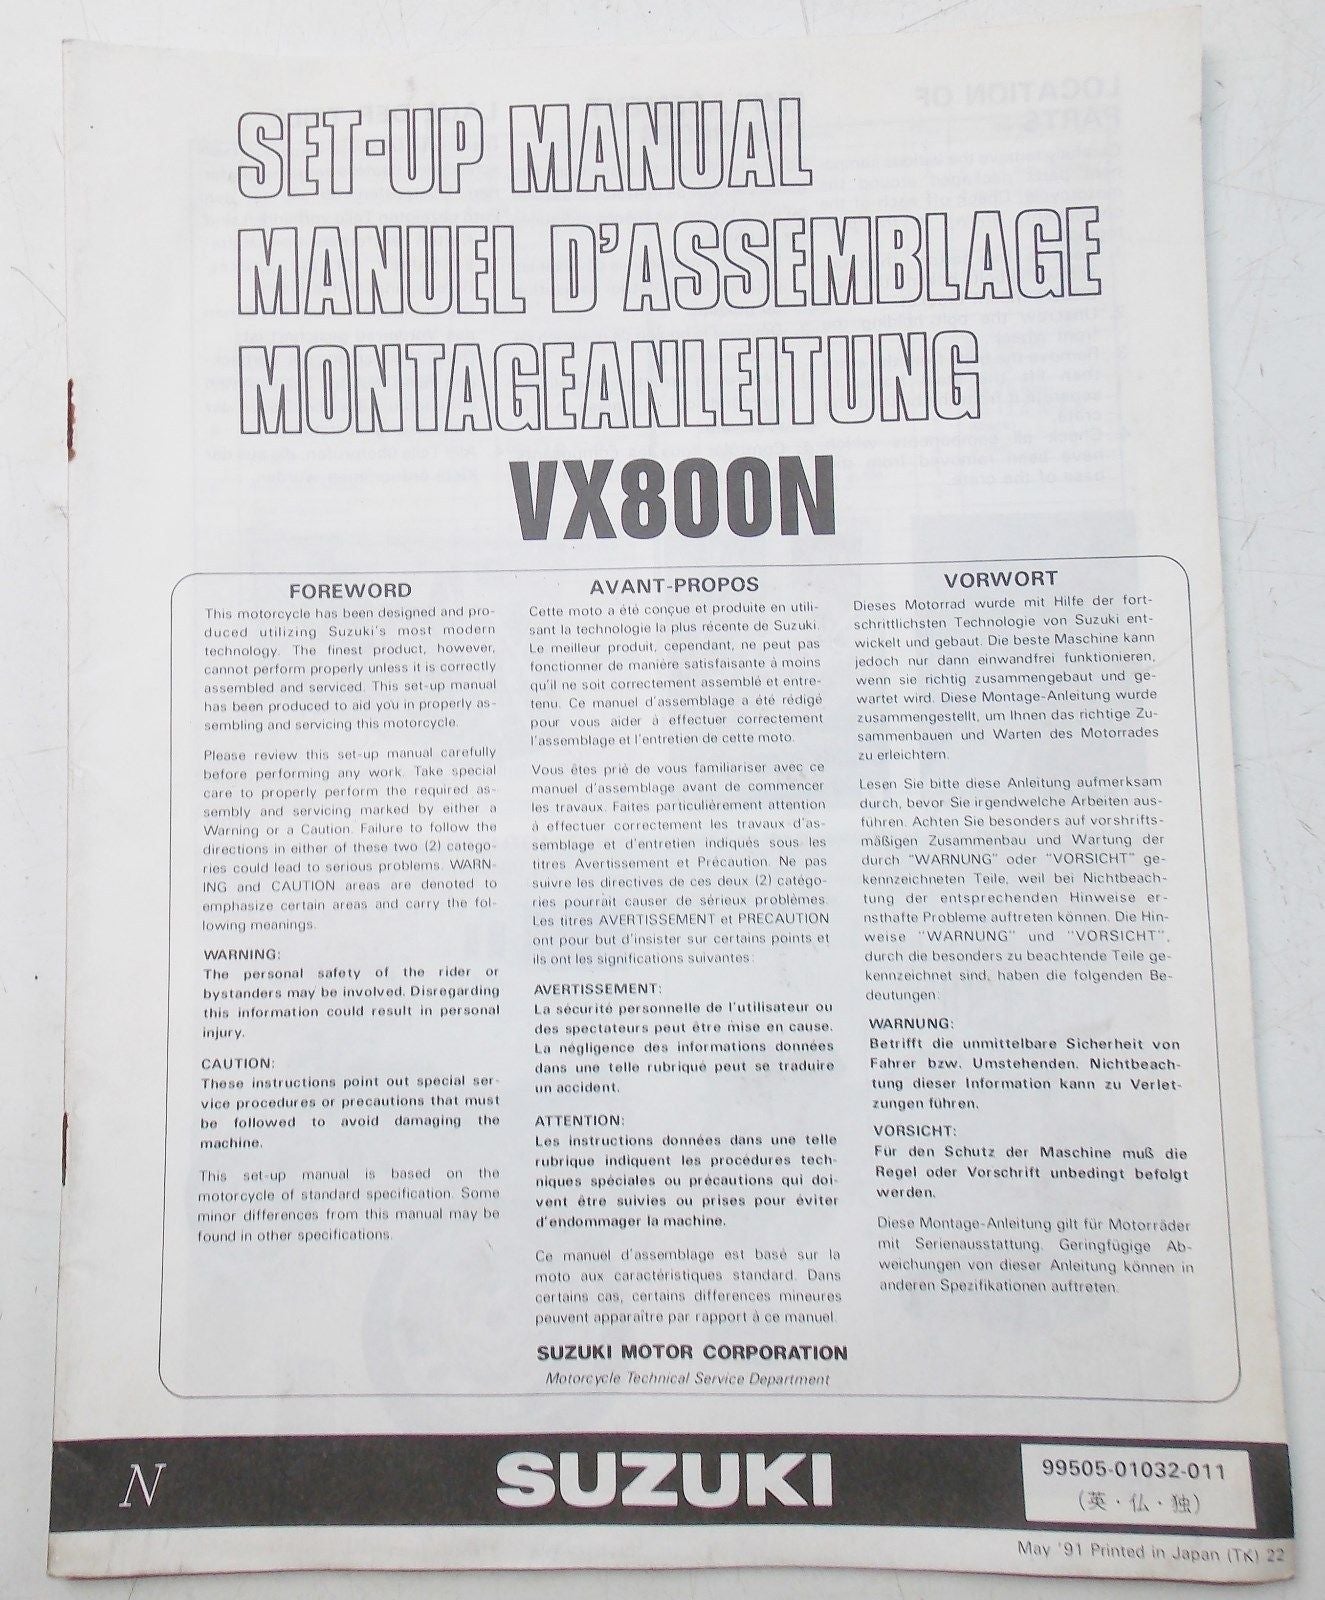 SET-UP MANUAL
MANUEL D'ASSEMBLAGE
MONTAGEANLEITUNG
VX800N
FOREWORD
This motorcycle has been designed and pro-
duced utilizing Suzuki's most modern
technology. The finest product, however,
cannot perform properly unless it is correctly
assembled and serviced. This set-up manual
has been produced to aid you in properly as-
sembling and servicing this motorcycle.
Please review this set-up manual carefully
before performing any work. Take special
care to properly perform the required as-
sembly and servicing marked by either a
Warning or a Caution. Failure to follow the
directions in either of these two (2) catego-
ries could lead to serious problems. WARN-
ING and CAUTION areas are denoted to
emphasize certain areas and carry the fol-
lowing meanings.
WARNING:
The personal safety of the rider or
bystanders may be involved. Disregarding
this information could result in personal
injury.
CAUTION:
These instructions point out special ser-
vice procedures or precautions that must
be followed to avoid damaging the
machine.
This set-up manual is based on the
motorcycle of standard specification. Some
minor differences from this manual may be
found in other specifications.
AVANT-PROPOS
Cette moto a été conçue et produite en utili-
sant la technologie la plus récente de Suzuki.
Le meilleur produit, cependant, ne peut pas
fonctionner de manière satisfaisante à moins
qu'il ne soit correctement assemblé et entre-
tenu. Ce manuel d'assemblage a été rédigé
pour vous aider à effectuer correctement
l'assemblage et l'entretien de cette moto.
Vous êtes prié de vous familiariser avec ce
manuel d'assemblage avant de commencer
les travaux. Faites particulièrement attention
à effectuer correctement les travaux d'as-
semblage et d'entretien indiqués sous les
titres Avertissement et Précaution. Ne pas
suivre les directives de ces deux (2) catégo-
ries pourrait causer de sérieux problèmes.
Les titres AVERTISSEMENT et PRECAUTION
ont pour but d'insister sur certains points et
ils ont les significations suivantes:
AVERTISSEMENT:
La sécurité personnelle de l'utilisateur ou
des spectateurs peut être mise en cause.
La négligence des informations données
dans une telle rubrique peut se traduire
un accident.
ATTENTION:
Les instructions données dans une telle
rubrique indiquent les procédures tech-
niques spéciales ou précautions qui doi-
vent être suivies ou prises pour éviter
d'endommager la machine.
Ce manuel d'assemblage est basé sur la
moto aux caractéristiques standard. Dans
certains cas, certains differences mineures
peuvent apparaître par rapport à ce manuel.
VORWORT
Dieses Motorrad wurde mit Hilfe der fort-
schrittlichsten Technologie von Suzuki ent-
wickelt und gebaut. Die beste Maschine kann
jedoch nur dann einwandfrei funktionieren,
wenn sie richtig zusammengebaut und ge-
wartet wird. Diese Montage-Anleitung wurde
zusammengestellt, um Ihnen das richtige Zu-
sammenbauen und Warten des Motorrades
zu erleichtern.
Lesen Sie bitte diese Anleitung aufmerksam
durch, bevor Sie irgendwelche Arbeiten aus-
führen. Achten Sie besonders auf vorshrifts-
mäßigen Zusammenbau und Wartung der
durch "WARNUNG" oder "VORSICHT" ge-
kennzeichneten Teile, weil bei Nichtbeach-
tung der entsprechenden Hinweise er-
nsthafte Probleme auftreten können. Die Hin-
weise "WARNUNG" und "VORSICHT",
durch die besonders zu beachtende Teile ge-
kennzeichnet sind, haben die folgenden Be-
deutungen:
WARNUNG:
Betrifft die unmittelbare Sicherheit von
Fahrer bzw. Umstehenden. Nichtbeach-
tung dieser Information kann zu Verlet-
zungen führen.
VORSICHT:
Für den Schutz der Maschine muß die
Regel oder Vorschrift unbedingt befolgt
werden.
Diese Montage-Anleitung gilt für Motorräder
mit Serienausstattung. Geringfügige Ab-
weichungen von dieser Anleitung können in
anderen Spezifikationen auftreten.
SUZUKI MOTOR CORPORATION
Motorcycle Technical Service Department
N
SUZUKI
99505-01032-011
(英・仏・独)
May '91 Printed in Japan (TK) 22